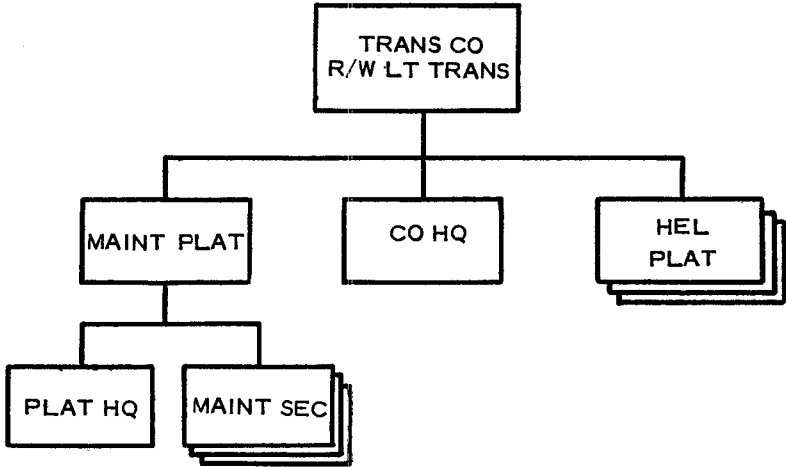 TRANS CO
R/W LT TRANS
MAINT PLAT
CO HQ
HEL
PLAT
PLAT HQ
MAINT SEC